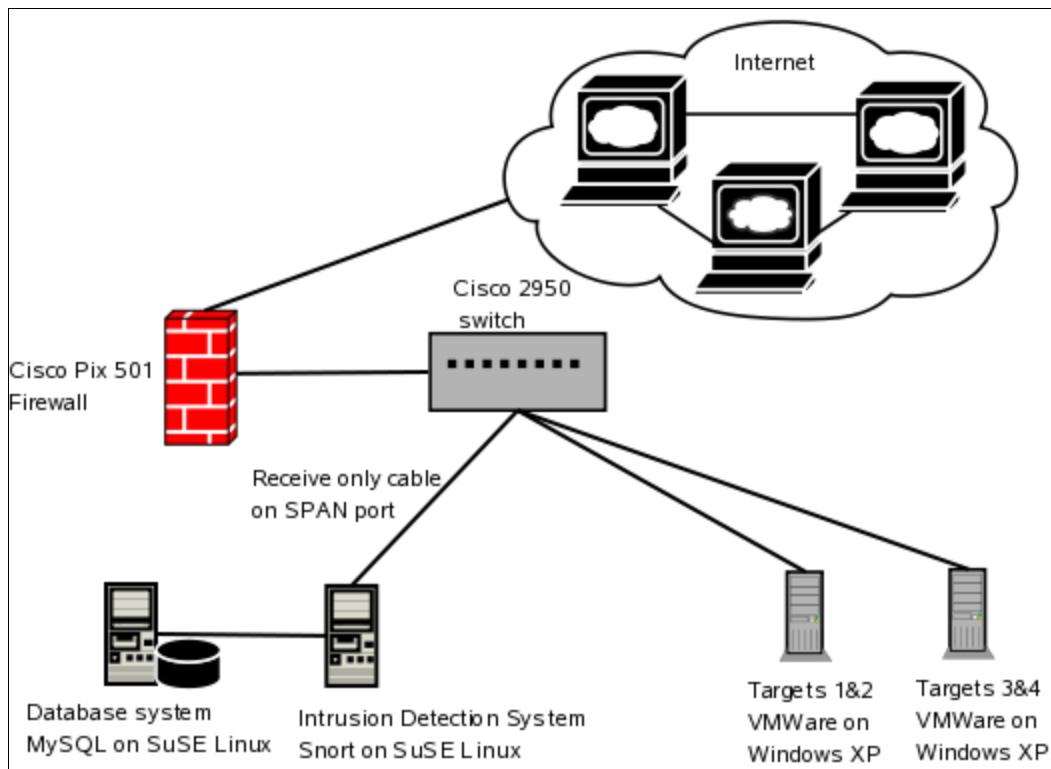 Internet
Cisco 2950
switch
Cisco Pix 501
Firewall
Receive only cable
on SPAN port
Database system
MySQL on SuSE Linux
Intrusion Detection System
Snort on SuSE Linux
Targets 1&2
VMWare on
Windows XP
Targets 3&4
VMWare on
Windows XP